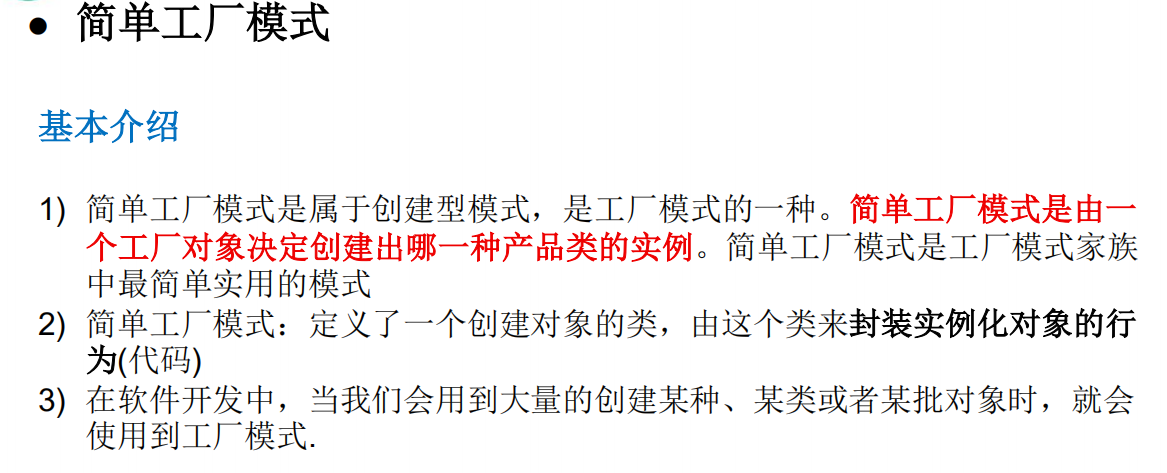 ● 简单工厂模式
基本介绍
1) 简单工厂模式是属于创建型模式，是工厂模式的一种。简单工厂模式是由一
个工厂对象决定创建出哪一种产品类的实例。简单工厂模式是工厂模式家族
中最简单实用的模式
2) 简单工厂模式：定义了一个创建对象的类，由这个类来封装实例化对象的行
为(代码)
3) 在软件开发中，当我们会用到大量的创建某种、某类或者某批对象时，就会
使用到工厂模式.